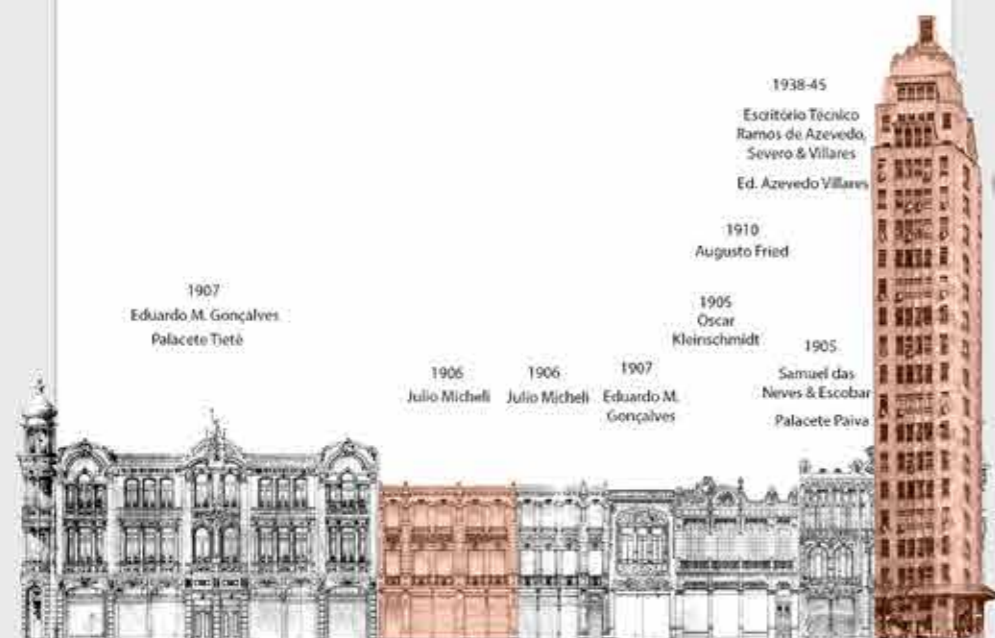 1938-45
Escritório Técnico
Ramos de Azevedo,
Severo & Villares
Ed. Azevedo Villares
1910
Augusto Fried
1907
Eduardo M. Gonçalves
Palacete Tietê
1905
Oscar
Kleinschmidt
1905
Samuel das
Neves & Escobar
Palacete Paiva
1906
Julio Micheli
1906
Julio Micheli
1907
Eduardo M.
Gonçalves